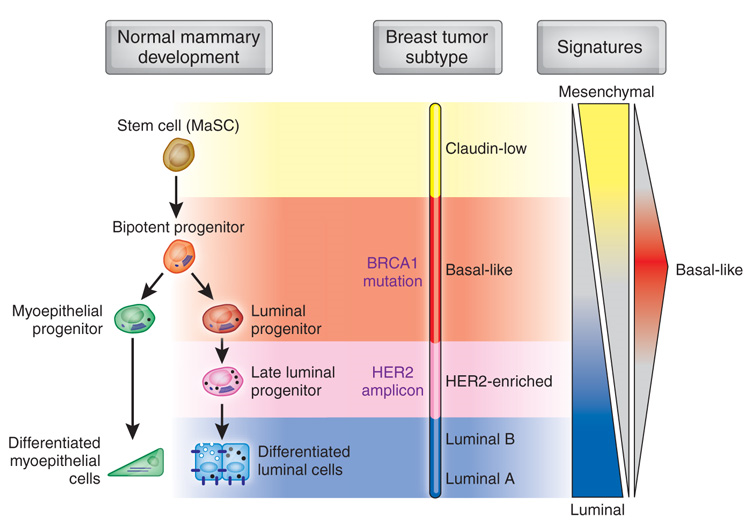 Normal mammary
development
Breast tumor
subtype
Signatures
Mesenchymal
Stem cell (MaSC)
Claudin-low
Bipotent progenitor
BRCA1
mutation
Basal-like
Basal-like
Myoepithelial
progenitor
Luminal
progenitor
Late luminal
progenitor
HER2
amplicon
HER2-enriched
Differentiated
myoepithelial
cells
Differentiated
luminal cells
Luminal B
Luminal A
Luminal